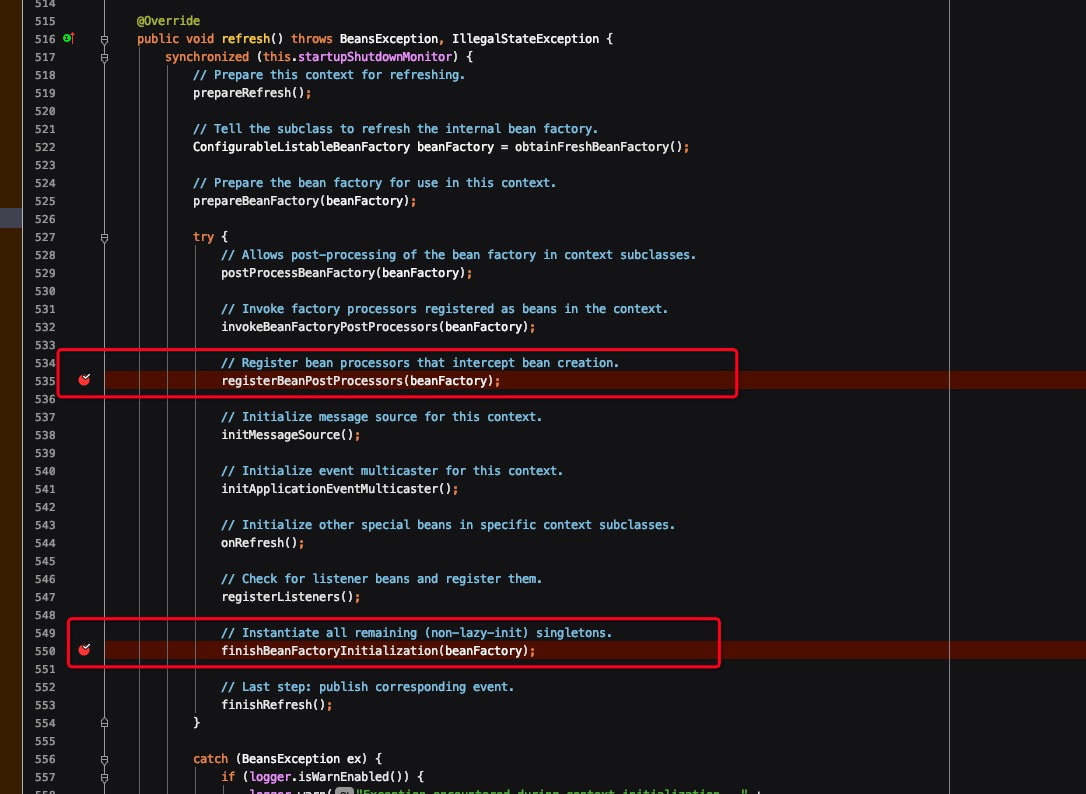 514
515 @Override
516 public void refresh() throws BeansException, IllegalStateException {
517 synchronized (this.startupShutdownMonitor) {
518 // Prepare this context for refreshing.
519 prepareRefresh();
520
521 // Tell the subclass to refresh the internal bean factory.
522 ConfigurableListableBeanFactory beanFactory = obtainFreshBeanFactory();
523
524 // Prepare the bean factory for use in this context.
525 prepareBeanFactory(beanFactory);
526
527 try {
528 // Allows post-processing of the bean factory in context subclasses.
529 postProcessBeanFactory(beanFactory);
530
531 // Invoke factory processors registered as beans in the context.
532 invokeBeanFactoryPostProcessors(beanFactory);
533
534 // Register bean processors that intercept bean creation.
535 registerBeanPostProcessors(beanFactory);
536
537 // Initialize message source for this context.
538 initMessageSource();
539
540 // Initialize event multicaster for this context.
541 initApplicationEventMulticaster();
542
543 // Initialize other special beans in specific context subclasses.
544 onRefresh();
545
546 // Check for listener beans and register them.
547 registerListeners();
548
549 // Instantiate all remaining (non-lazy-init) singletons.
550 finishBeanFactoryInitialization(beanFactory);
551
552 // Last step: publish corresponding event.
553 finishRefresh();
554 }
555
556 catch (BeansException ex) {
557 if (logger.isWarnEnabled()) {
558 logger.warn( "Exception encountered during context initialization - " +